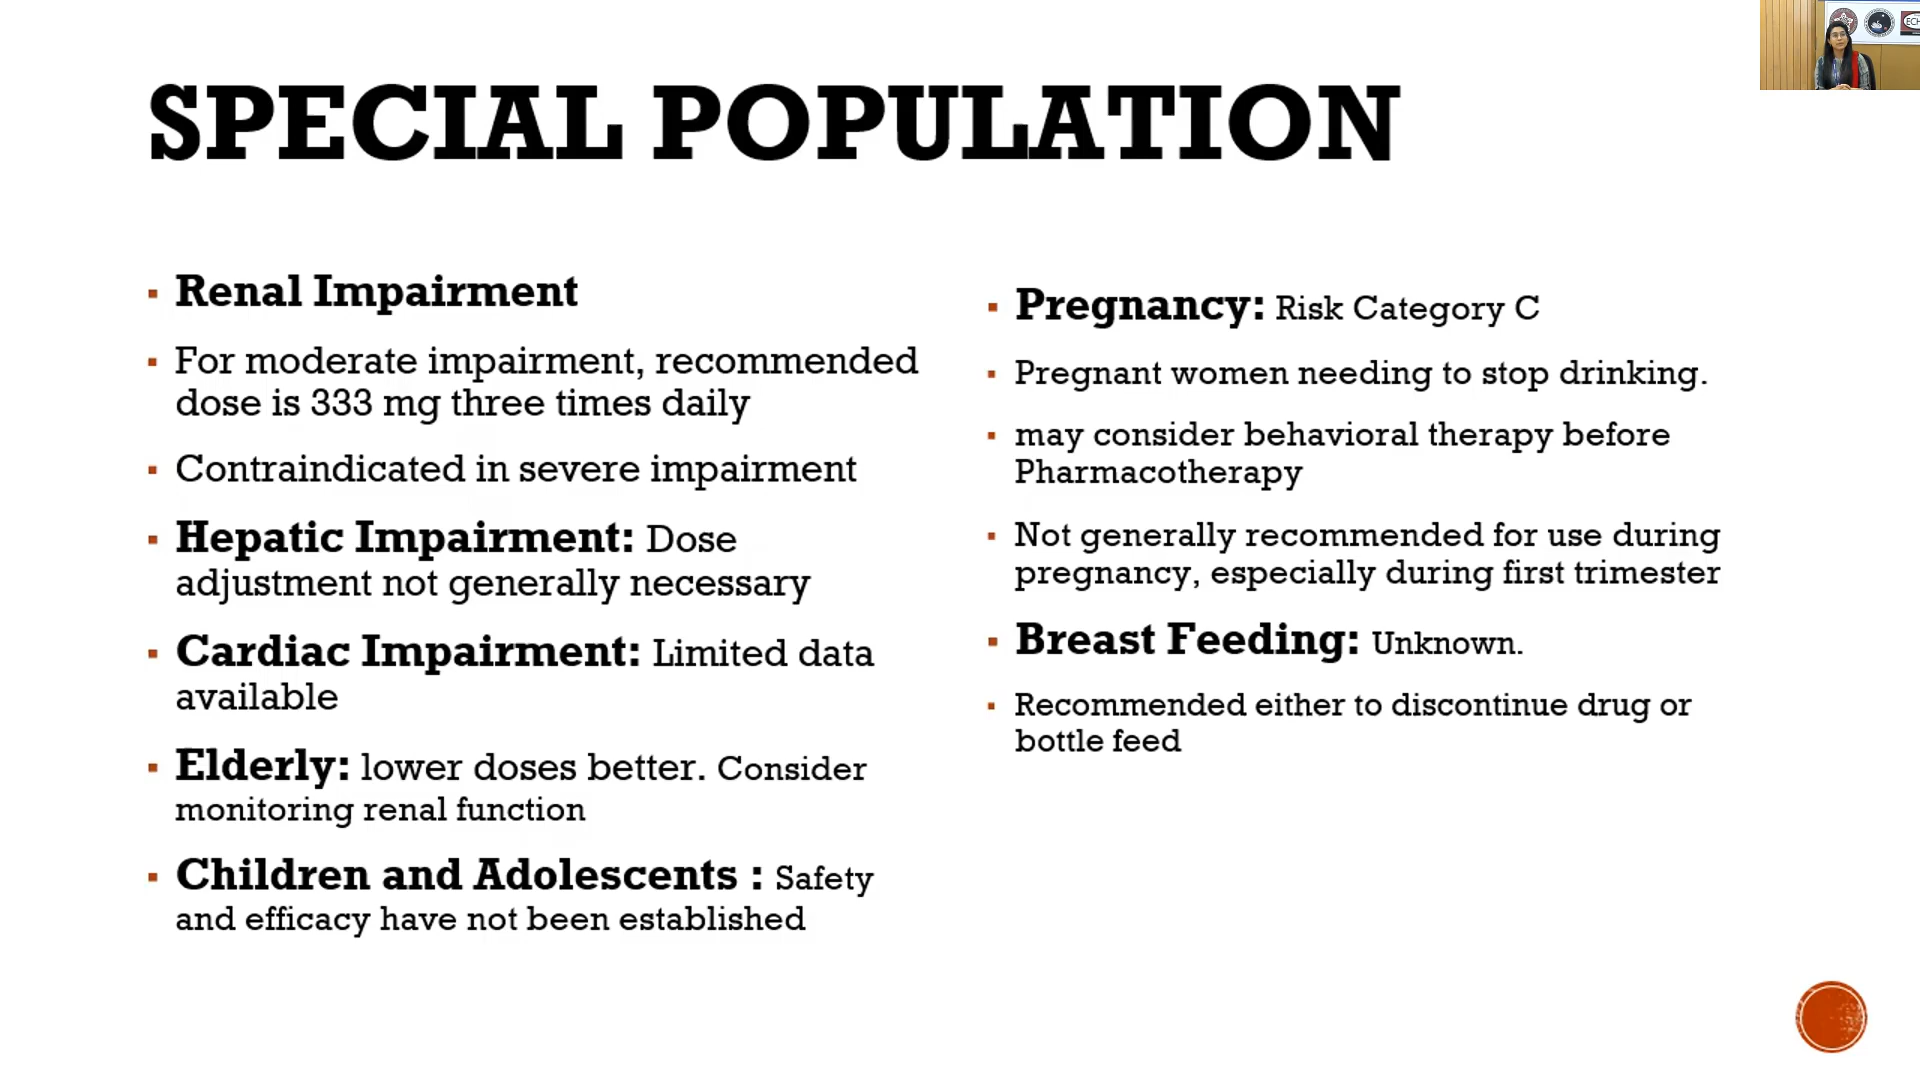 SPECIAL POPULATION
▪ Renal Impairment
▪ For moderate impairment, recommended
dose is 333 mg three times daily
▪ Contraindicated in severe impairment
▪ Hepatic Impairment: Dose
adjustment not generally necessary
▪ Cardiac Impairment: Limited data
available
▪ Elderly: lower doses better. Consider
monitoring renal function
▪ Children and Adolescents : Safety
and efficacy have not been established
▪ Pregnancy: Risk Category C
▪ Pregnant women needing to stop drinking.
▪ may consider behavioral therapy before
Pharmacotherapy
▪ Not generally recommended for use during
pregnancy, especially during first trimester
▪ Breast Feeding: Unknown.
▪ Recommended either to discontinue drug or
bottle feed